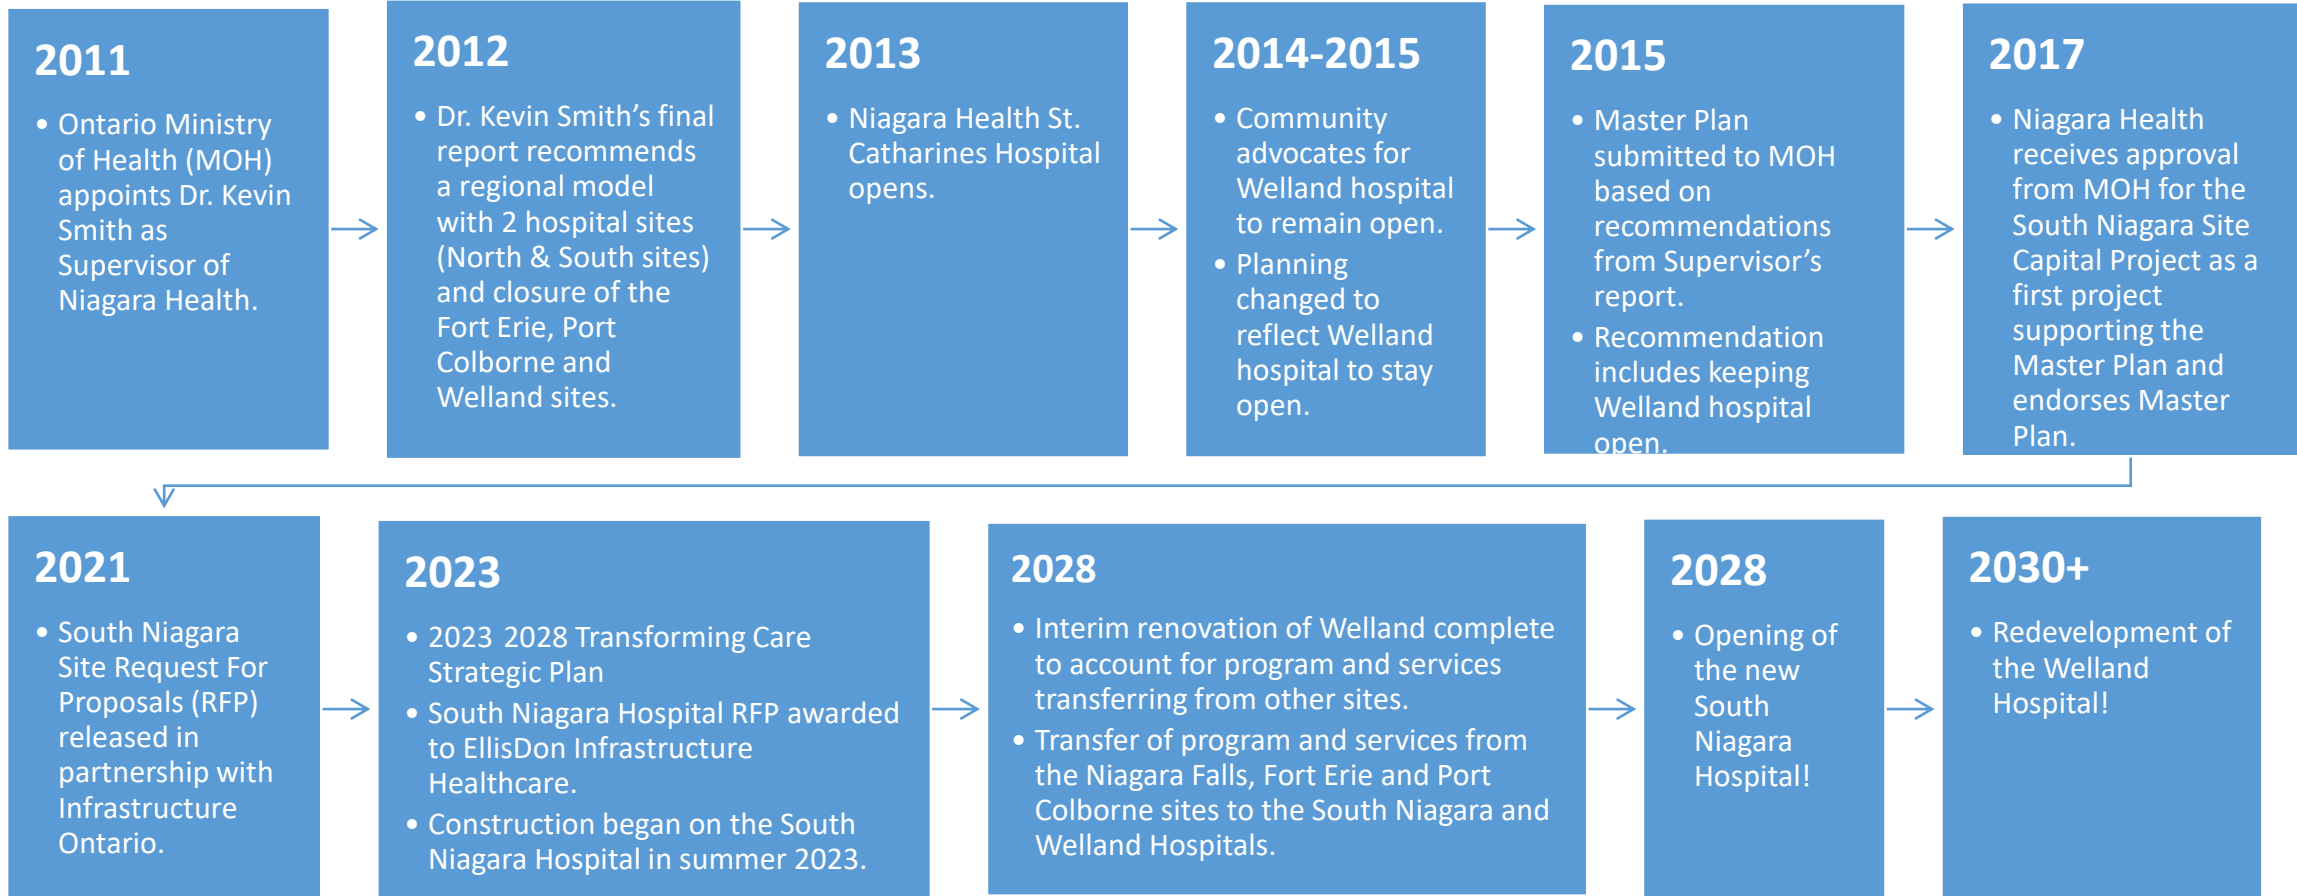 2011
• Ontario Ministry
of Health (MOH)
appoints Dr. Kevin
Smith as
Supervisor of
Niagara Health.
2012
• Dr. Kevin Smith’s final
report recommends
a regional model
with 2 hospital sites
(North & South sites)
and closure of the
Fort Erie, Port
Colborne and
Welland sites.
2013
• Niagara Health St.
Catharines Hospital
opens.
2014-2015
• Community
advocates for
Welland hospital
to remain open.
• Planning
changed to
reflect Welland
hospital to stay
open.
2015
• Master Plan
submitted to MOH
based on
recommendations
from Supervisor’s
report.
• Recommendation
includes keeping
Welland hospital
open.
2017
• Niagara Health
receives approval
from MOH for the
South Niagara Site
Capital Project as a
first project
supporting the
Master Plan and
endorses Master
Plan.
2021
• South Niagara
Site Request For
Proposals (RFP)
released in
partnership with
Infrastructure
Ontario.
2023
• 2023 2028 Transforming Care
Strategic Plan
• South Niagara Hospital RFP awarded
to EllisDon Infrastructure
Healthcare.
• Construction began on the South
Niagara Hospital in summer 2023.
2028
• Interim renovation of Welland complete
to account for program and services
transferring from other sites.
• Transfer of program and services from
the Niagara Falls, Fort Erie and Port
Colborne sites to the South Niagara and
Welland Hospitals.
2028
• Opening of
the new
South
Niagara
Hospital!
2030+
• Redevelopment of
the Welland
Hospital!